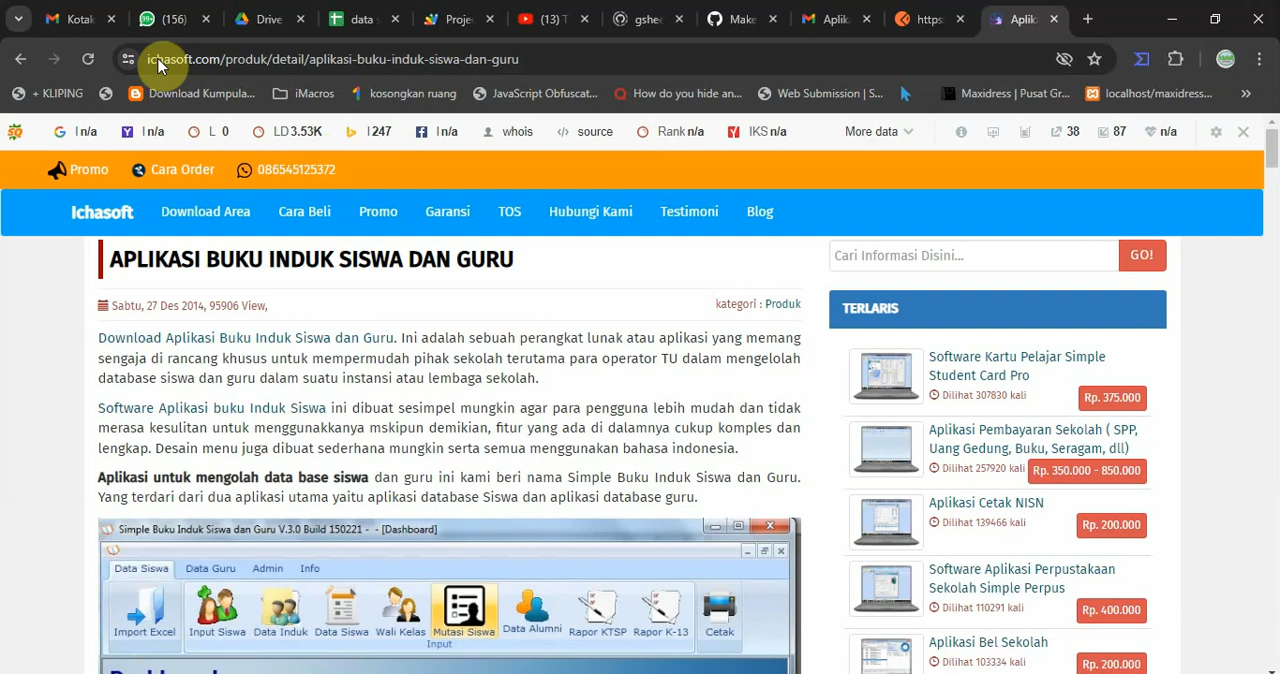 Kotak
99+ (156)
Drive
data s
Proje
(13) T
gshee
Make
Aplik
https:
Aplik
ichasoft.com/produk/detail/aplikasi-buku-induk-siswa-dan-guru
+ KLIPING
Download Kumpula...
iMacros
kosongkan ruang
JavaScript Obfuscat...
How do you hide an...
Web Submission | S...
Maxidress | Pusat Gr...
localhost/maxidress...
I n/a
I n/a
L 0
LD 3.53K
I 247
I n/a
whois
source
Rank n/a
IKS n/a
More data
38
87
n/a
Promo
Cara Order
086545125372
Ichasoft
Download Area
Cara Beli
Promo
Garansi
TOS
Hubungi Kami
Testimoni
Blog
APLIKASI BUKU INDUK SISWA DAN GURU
Sabtu, 27 Des 2014, 95906 View,
kategori : Produk
Download Aplikasi Buku Induk Siswa dan Guru. Ini adalah sebuah perangkat lunak atau aplikasi yang memang
sengaja di rancang khusus untuk mempermudah pihak sekolah terutama para operator TU dalam mengelolah
database siswa dan guru dalam suatu instansi atau lembaga sekolah.
Software Aplikasi buku Induk Siswa ini dibuat sesimpel mungkin agar para pengguna lebih mudah dan tidak
merasa kesulitan untuk menggunakkanya mskipun demikian, fitur yang ada di dalamnya cukup komples dan
lengkap. Desain menu juga dibuat sederhana mungkin serta semua menggunakan bahasa indonesia.
Aplikasi untuk mengolah data base siswa dan guru ini kami beri nama Simple Buku Induk Siswa dan Guru.
Yang terdari dari dua aplikasi utama yaitu aplikasi database Siswa dan aplikasi database guru.
Simple Buku Induk Siswa dan Guru V.3.0 Build 150221 - - [Dashboard]
Data Siswa
Data Guru
Admin
Info
Import Excel
Input Siswa
Data Induk
Data Siswa
Wali Kelas
Mutasi Siswa
Data Alumni
Rapor KTSP
Rapor K-13
Cetak
Input
Cari Informasi Disini...
GO!
TERLARIS
Software Kartu Pelajar Simple
Student Card Pro
Dilihat 307830 kali
Rp. 375.000
Aplikasi Pembayaran Sekolah ( SPP,
Uang Gedung, Buku, Seragam, dll)
Dilihat 257920 kali
Rp. 350.000 - 850.000
Aplikasi Cetak NISN
Dilihat 139466 kali
Rp. 200.000
Software Aplikasi Perpustakaan
Sekolah Simple Perpus
Dilihat 110291 kali
Rp. 400.000
Aplikasi Bel Sekolah
Dilihat 103334 kali
Rp. 200.000